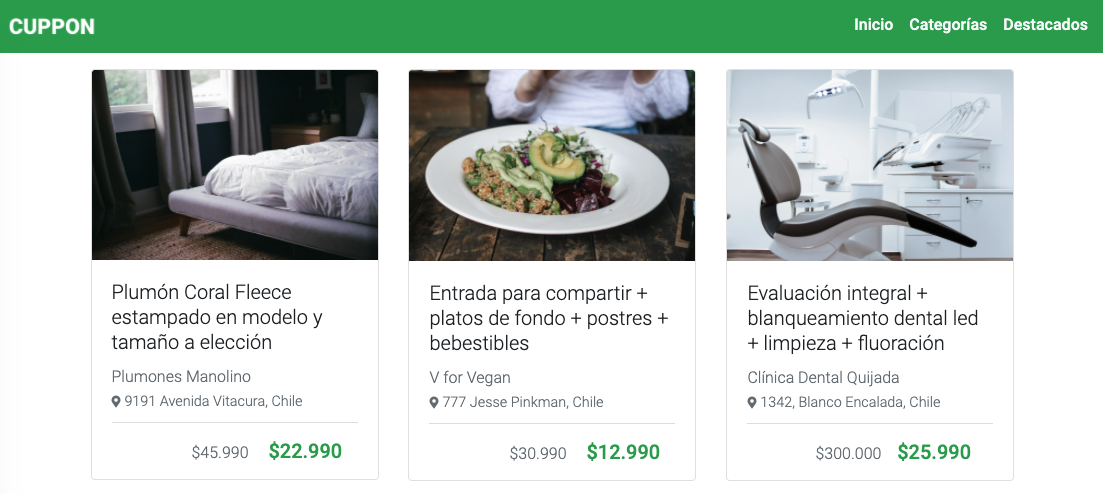 CUPPON
Inicio Categorías Destacados
Plumón Coral Fleece
estampado en modelo y
tamaño a elección
Plumones Manolino
9191 Avenida Vitacura, Chile
$45.990 $22.990
Entrada para compartir +
platos de fondo + postres +
bebestibles
V for Vegan
777 Jesse Pinkman, Chile
$30.990 $12.990
Evaluación integral +
blanqueamiento dental led
+ limpieza + fluoración
Clínica Dental Quijada
1342, Blanco Encalada, Chile
$300.000 $25.990